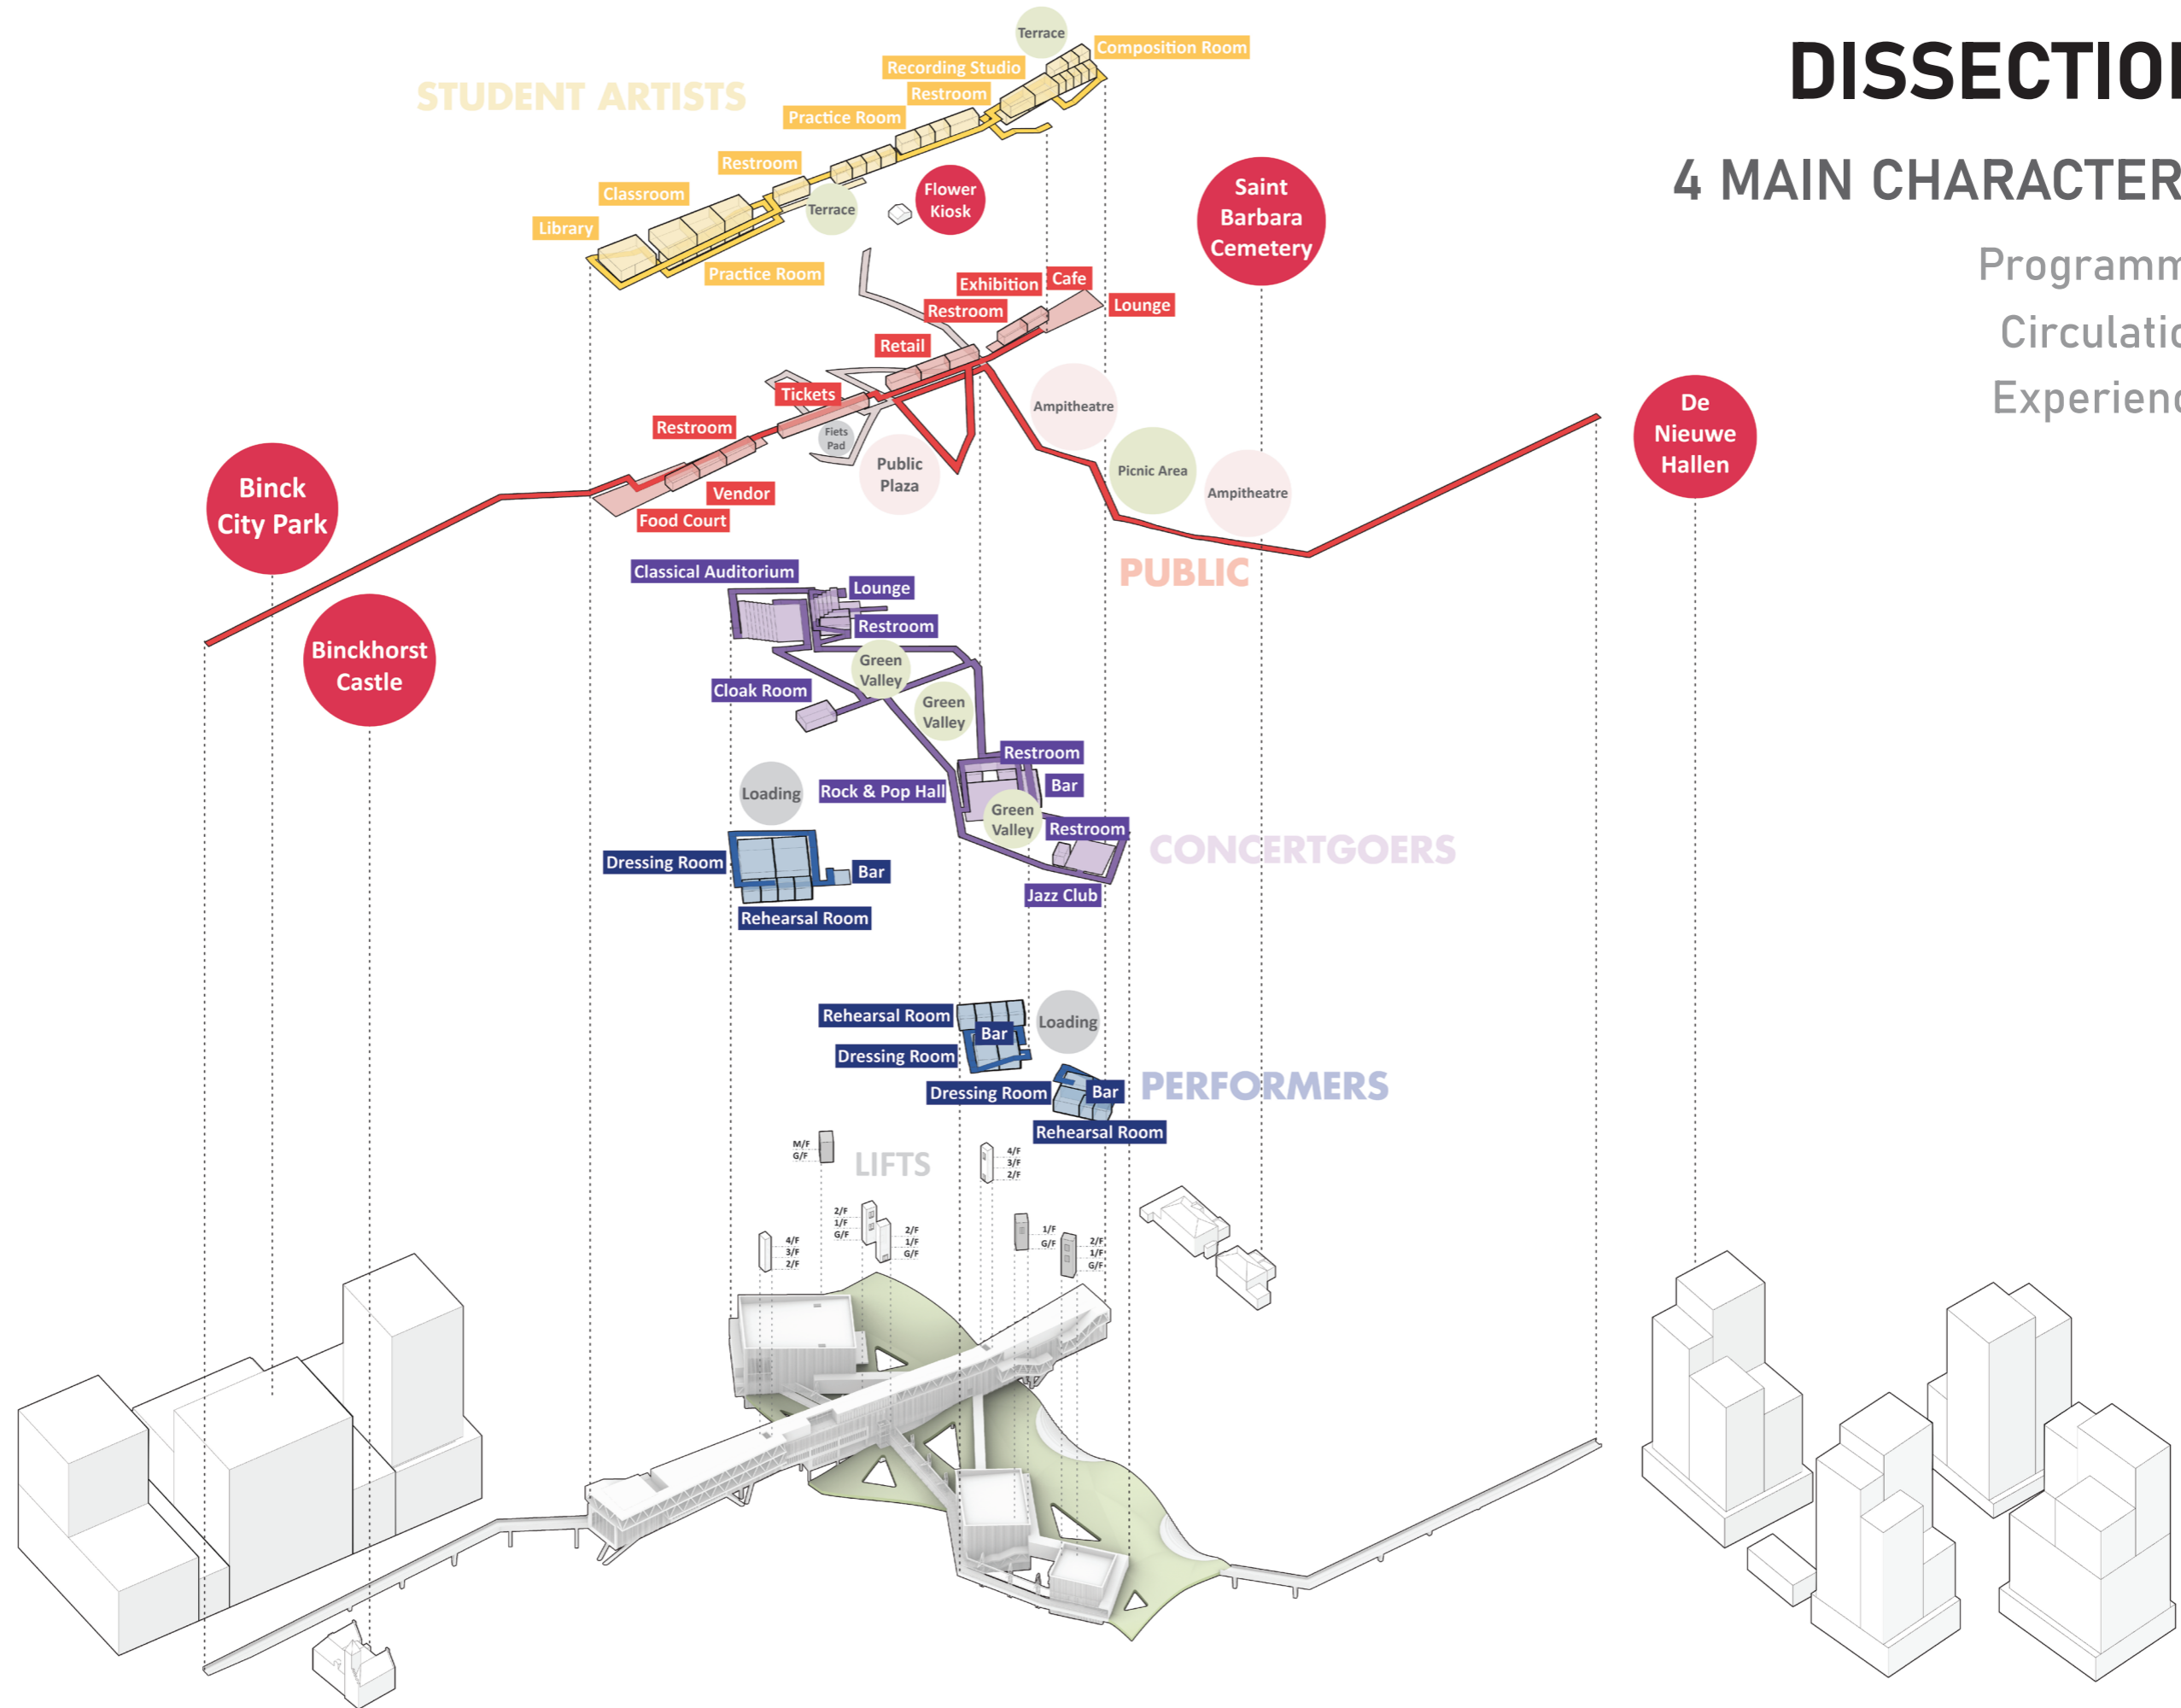 DISSECTION
4 MAIN CHARACTER
Programm
Circulatio
Experienc
STUDENT ARTISTS
Terrace
Composition Room
Recording Studio
Restroom
Practice Room
Restroom
Classroom
Library
Terrace
Practice Room
Flower
Kiosk
Saint
Barbara
Cemetery
Exhibition
Cafe
Restroom
Lounge
Retail
Tickets
Restroom
Fiets
Pad
Public
Plaza
Vendor
Food Court
Ampitheatre
Picnic Area
Ampitheatre
De
Nieuwe
Hallen
Binck
City Park
Binckhorst
Castle
PUBLIC
Classical Auditorium
Lounge
Restroom
Green
Valley
Cloak Room
Green
Valley
Restroom
Rock & Pop Hall
Bar
Green
Valley
Restroom
Jazz Club
CONCERTGOERS
Loading
Dressing Room
Bar
Rehearsal Room
Rehearsal Room
Bar
Loading
Dressing Room
Dressing Room
Bar
Rehearsal Room
PERFORMERS
LIFTS
M/F
G/F
4/F
3/F
2/F
2/F
1/F
G/F
2/F
1/F
G/F
4/F
3/F
2/F
1/F
G/F
2/F
1/F
G/F